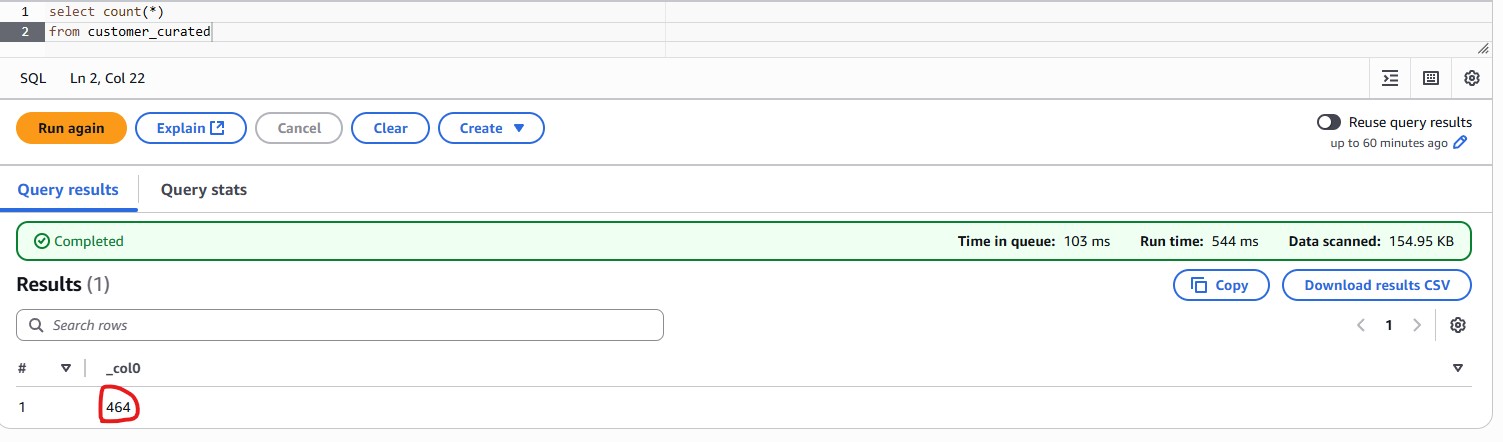 1 select count(*)
2 from customer_curated
SQL Ln 2, Col 22
Run again Explain Cancel Clear Create Reuse query results
up to 60 minutes ago
Query results Query stats
Completed Time in queue: 103 ms Run time: 544 ms Data scanned: 154.95 KB
Results (1) Copy Download results CSV
Search rows 1
# _col0
1 464